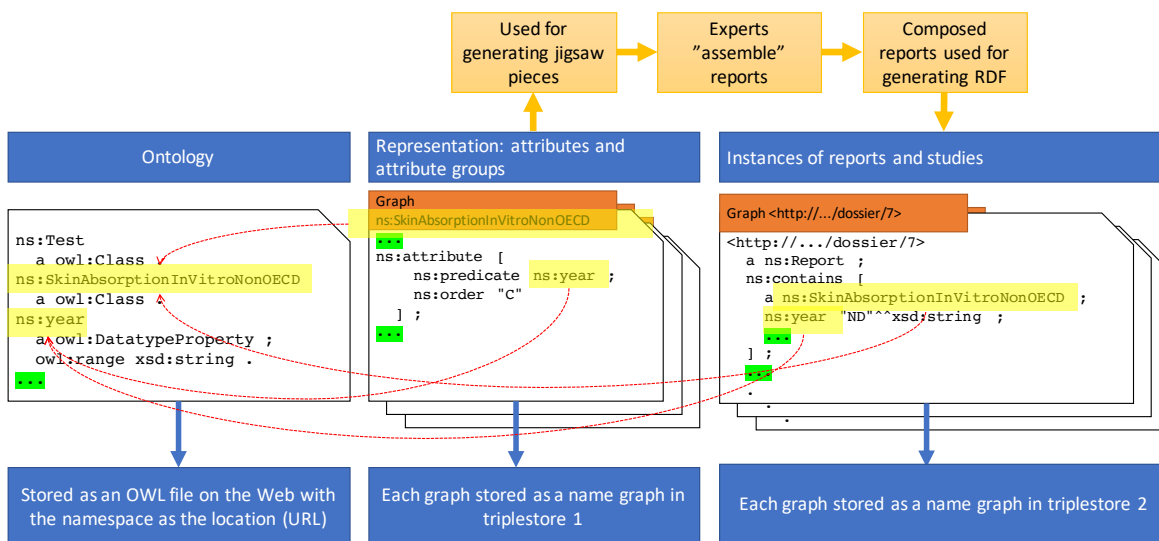 Used for
generating jigsaw
pieces
Experts
”assemble”
reports
Composed
reports used for
generating RDF
Ontology
Representation: attributes and
attribute groups
Instances of reports and studies
ns:Test
a owl:Class .
ns:SkinAbsorptionInVitroNonOECD
a owl:Class .
ns:year
a owl:DatatypeProperty ;
owl:range xsd:string .
...
Graph
ns:SkinAbsorptionInVitroNonOECD
...
ns:attribute [
ns:predicate ns:year ;
ns:order "C"
] ;
...
Graph <http://.../dossier/7>
<http://.../dossier/7>
a ns:Report ;
ns:contains [
a ns:SkinAbsorptionInVitroNonOECD ;
ns:year "ND"^^xsd:string ;
...
] ;
...
.
.
.
Stored as an OWL file on the Web with
the namespace as the location (URL)
Each graph stored as a name graph in
triplestore 1
Each graph stored as a name graph in triplestore 2